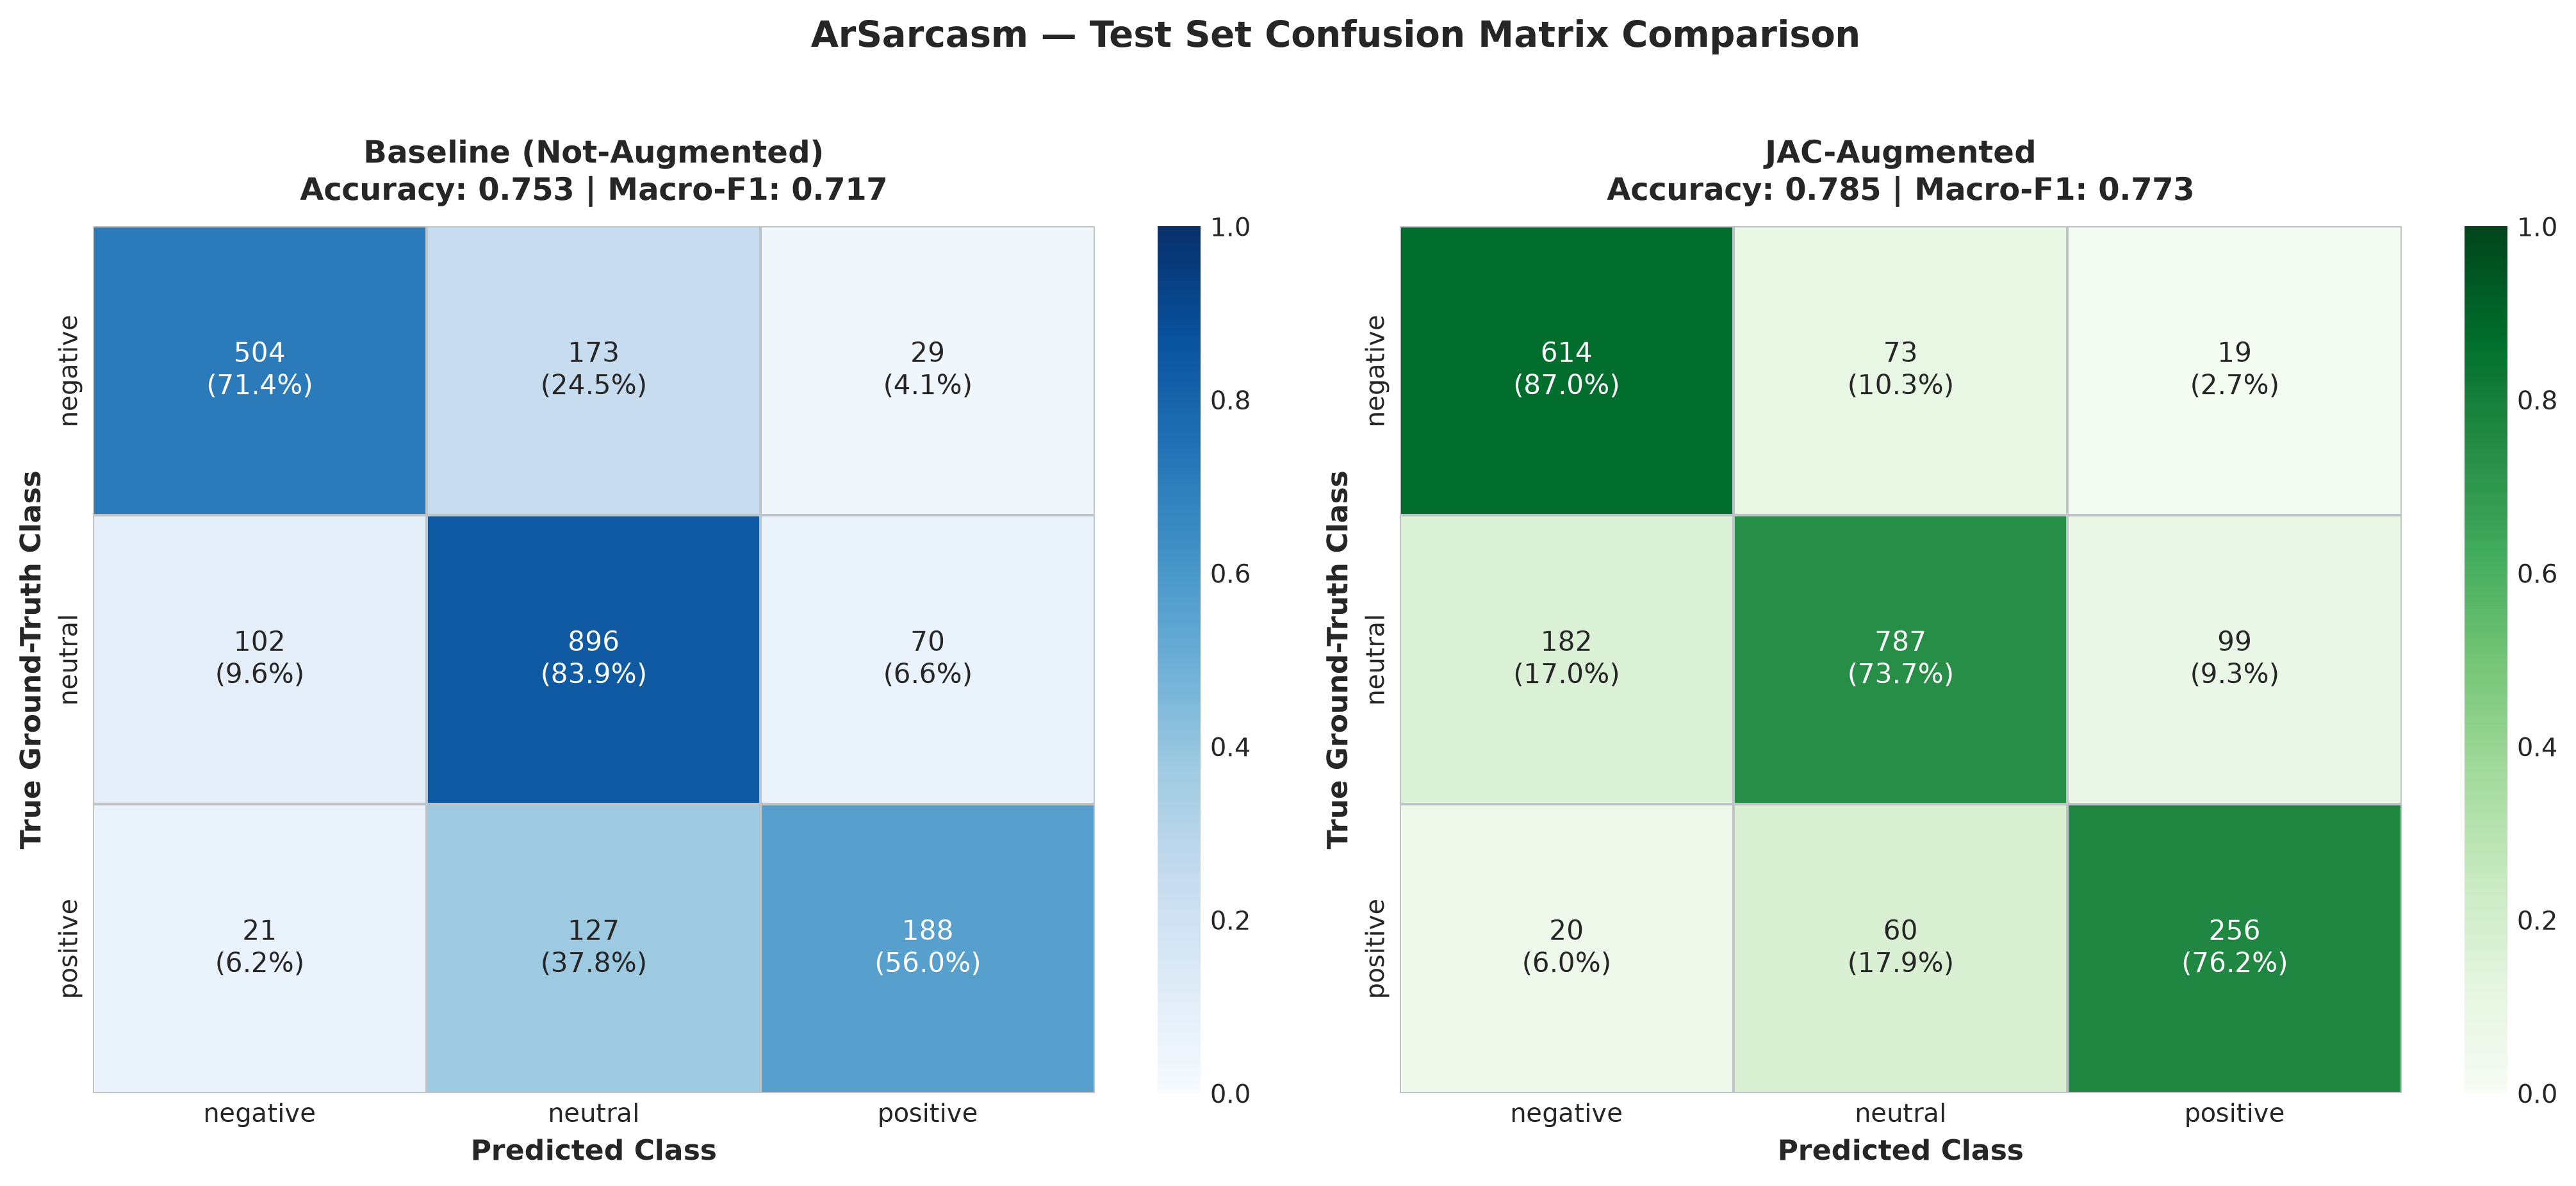 ArSarcasm — Test Set Confusion Matrix Comparison
Baseline (Not-Augmented)
Accuracy: 0.753 | Macro-F1: 0.717
True Ground-Truth Class
negative
neutral
positive
504
(71.4%)
173
(24.5%)
29
(4.1%)
102
(9.6%)
896
(83.9%)
70
(6.6%)
21
(6.2%)
127
(37.8%)
188
(56.0%)
negative
neutral
positive
Predicted Class
1.0
0.8
0.6
0.4
0.2
0.0
JAC-Augmented
Accuracy: 0.785 | Macro-F1: 0.773
True Ground-Truth Class
negative
neutral
positive
614
(87.0%)
73
(10.3%)
19
(2.7%)
182
(17.0%)
787
(73.7%)
99
(9.3%)
20
(6.0%)
60
(17.9%)
256
(76.2%)
negative
neutral
positive
Predicted Class
1.0
0.8
0.6
0.4
0.2
0.0